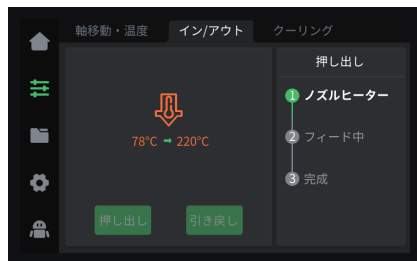 軸移動・温度 イン/アウト クーリング
押し出し
1 ノズルヒーター
78°C → 220°C
2 フィード中
3 完成
押し出し 引き戻し